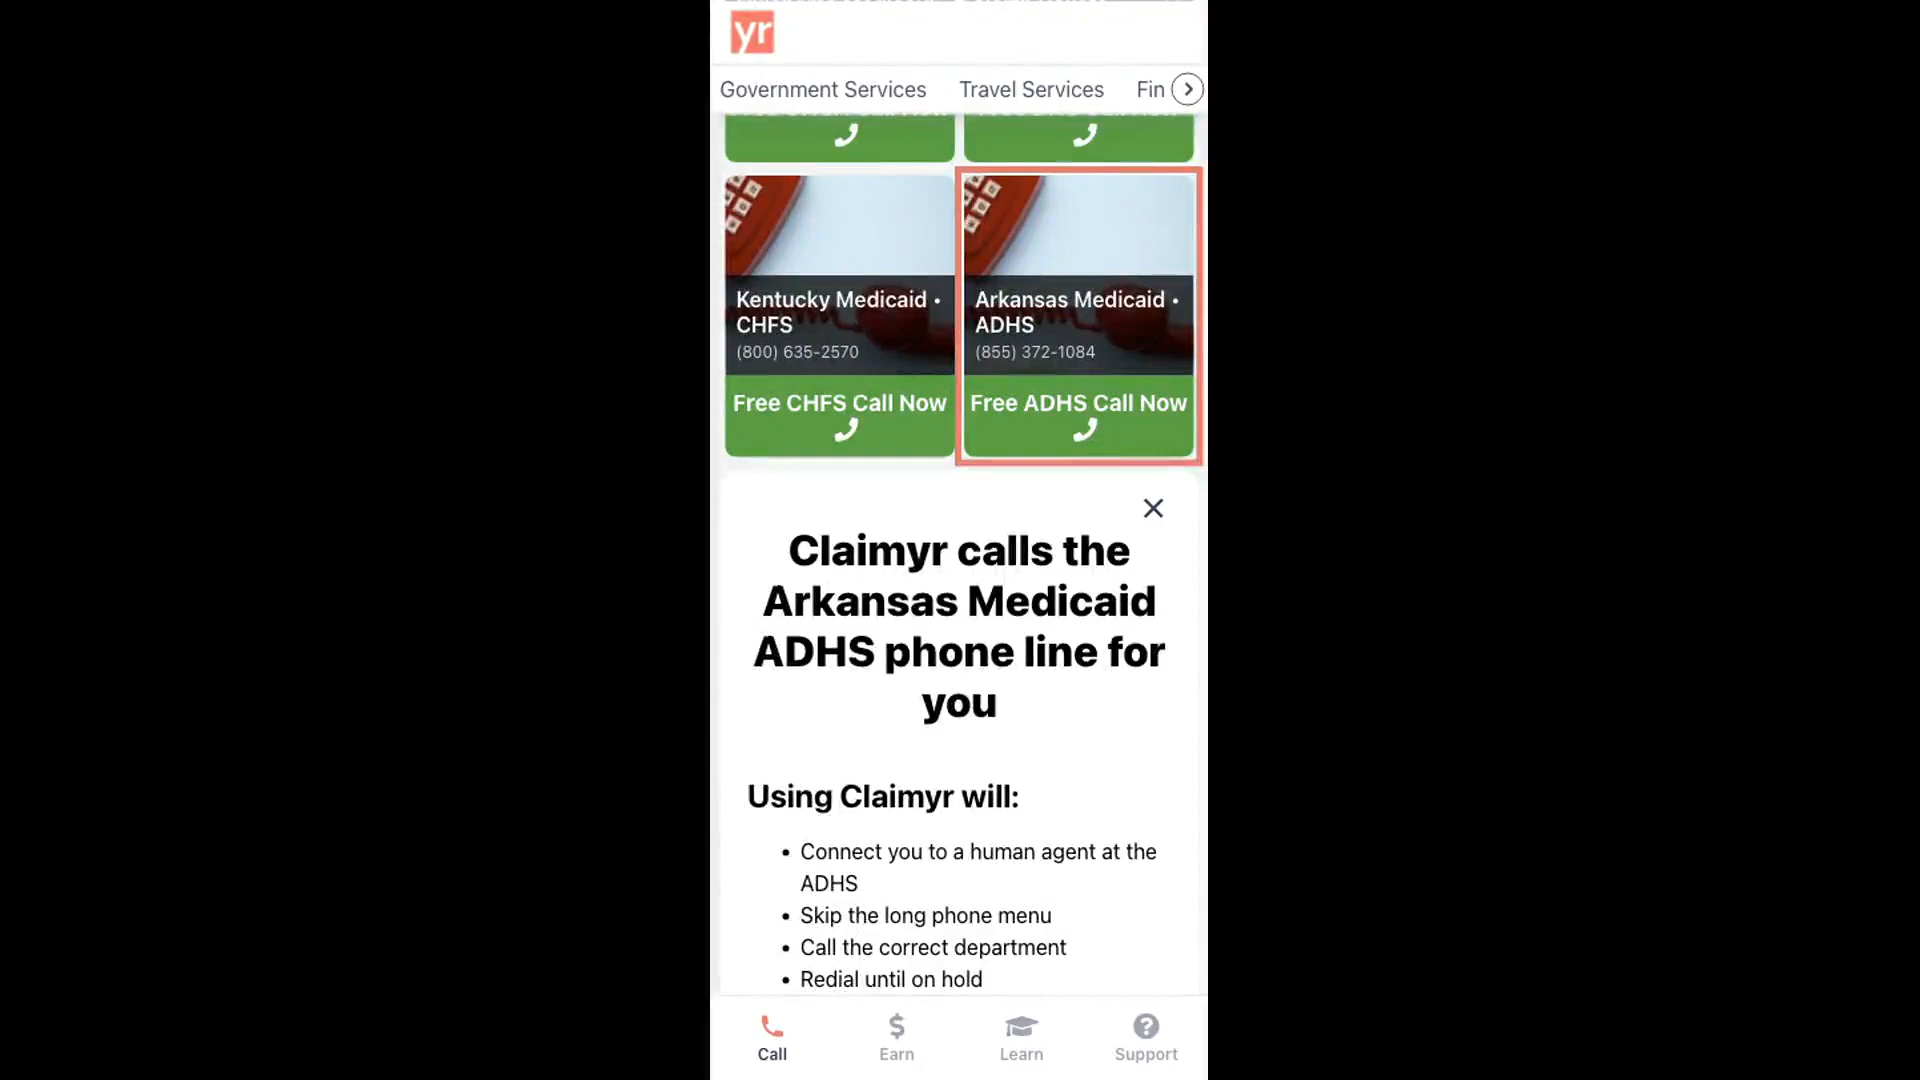 yr
Government Services
Travel Services
Fin
Kentucky Medicaid •
CHFS
(800) 635-2570
Free CHFS Call Now
Arkansas Medicaid •
ADHS
(855) 372-1084
Free ADHS Call Now
Claimyr calls the
Arkansas Medicaid
ADHS phone line for
you
Using Claimyr will:
• Connect you to a human agent at the
ADHS
• Skip the long phone menu
• Call the correct department
• Redial until on hold
Call
Earn
Learn
Support